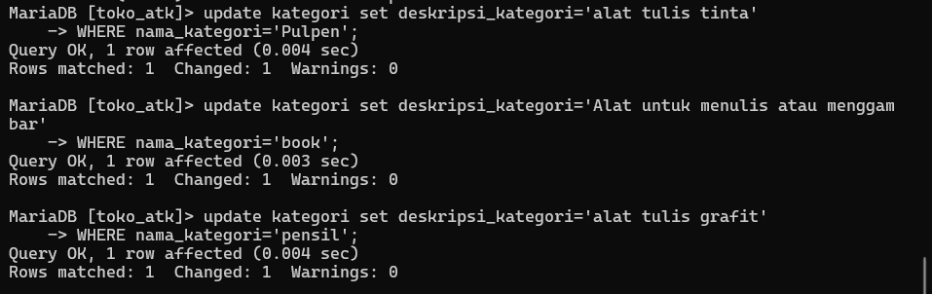 MariaDB [toko_atk]> update kategori set deskripsi_kategori='alat tulis tinta'
    -> WHERE nama_kategori='Pulpen';
Query OK, 1 row affected (0.004 sec)
Rows matched: 1  Changed: 1  Warnings: 0

MariaDB [toko_atk]> update kategori set deskripsi_kategori='Alat untuk menulis atau menggam
bar'
    -> WHERE nama_kategori='book';
Query OK, 1 row affected (0.003 sec)
Rows matched: 1  Changed: 1  Warnings: 0

MariaDB [toko_atk]> update kategori set deskripsi_kategori='alat tulis grafit'
    -> WHERE nama_kategori='pensil';
Query OK, 1 row affected (0.004 sec)
Rows matched: 1  Changed: 1  Warnings: 0